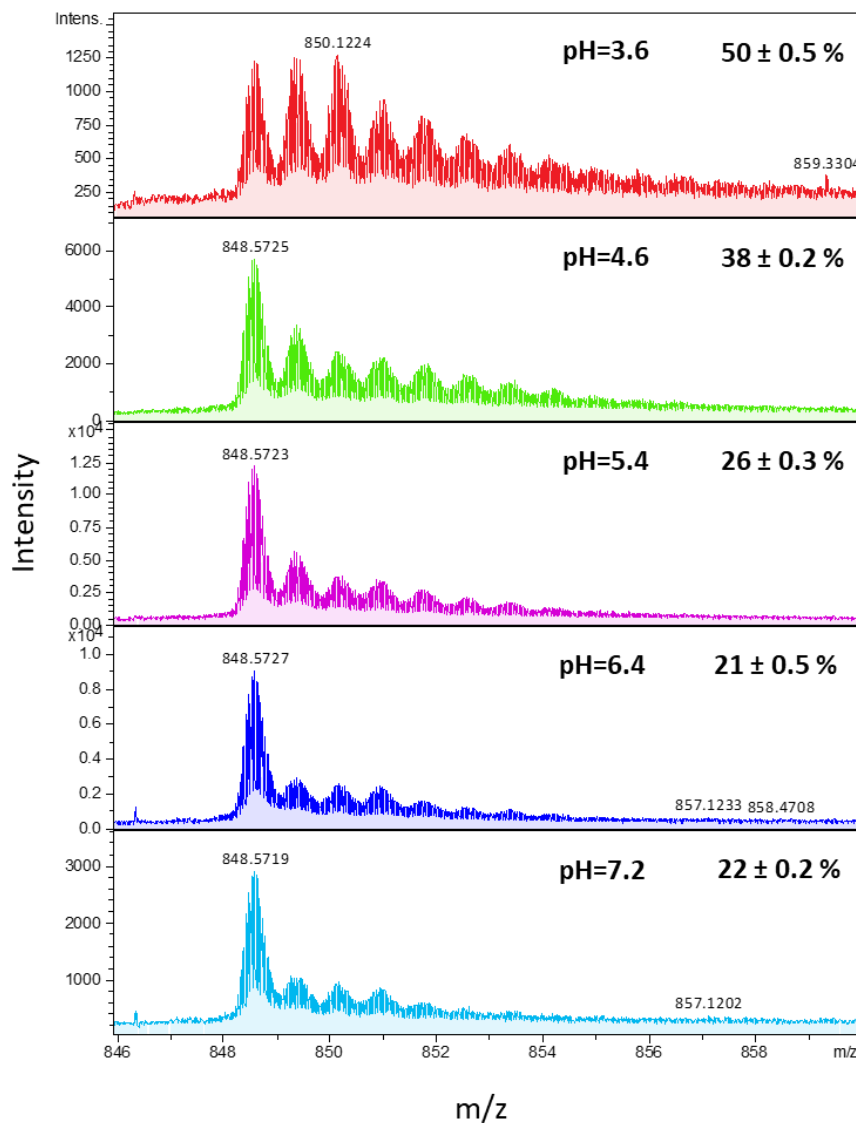 Intens.
850.1224
pH=3.6 50 ± 0.5 %
1250
1000
750
500
250
859.3304
848.5725
pH=4.6 38 ± 0.2 %
6000
4000
2000
0
x10⁴
848.5723
pH=5.4 26 ± 0.3 %
1.25
1.00
0.75
0.50
0.25
0.00
x10⁴
848.5727
pH=6.4 21 ± 0.5 %
1.0
0.8
0.6
0.4
0.2
0.0
857.1233 858.4708
848.5719
pH=7.2 22 ± 0.2 %
3000
2000
1000
857.1202
846 848 850 852 854 856 858 m/z
Intensity
m/z